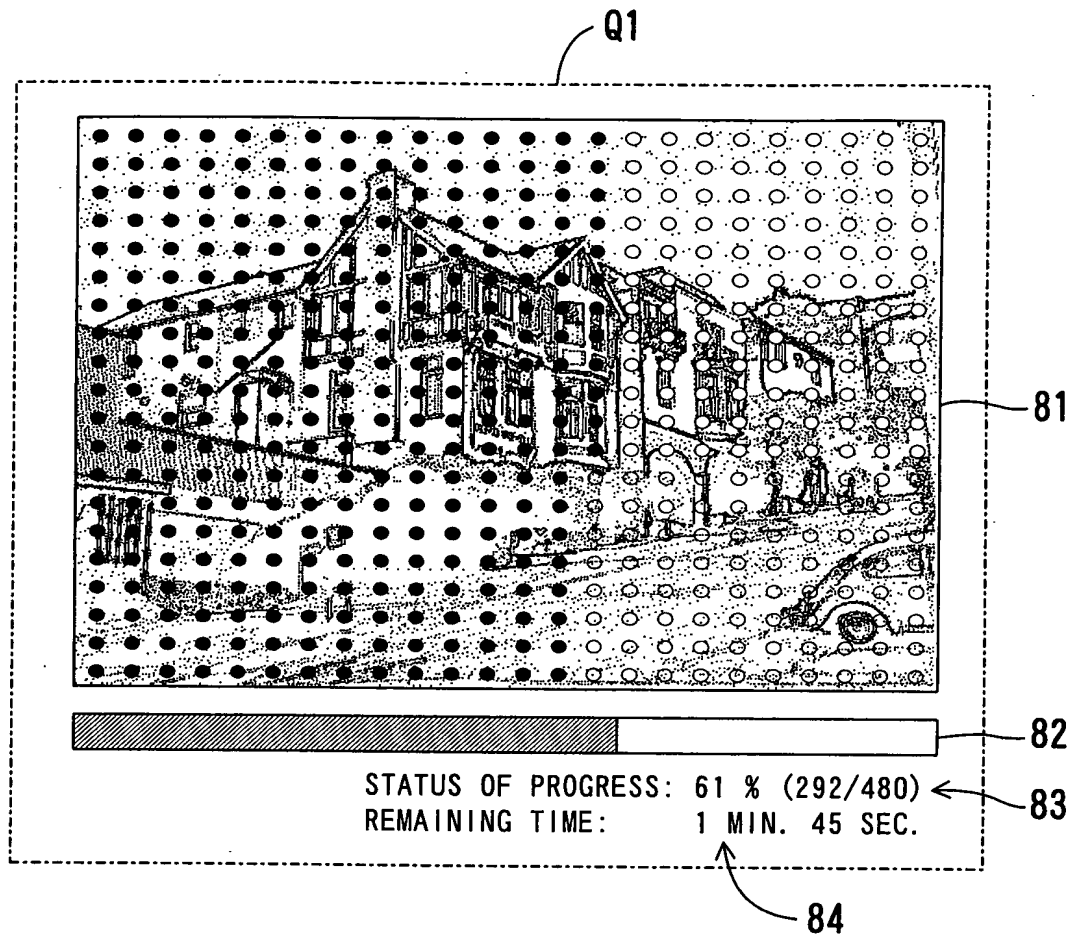 Q1
81
82
STATUS OF PROGRESS: 61 % (292/480)
83
REMAINING TIME: 1 MIN. 45 SEC.
84